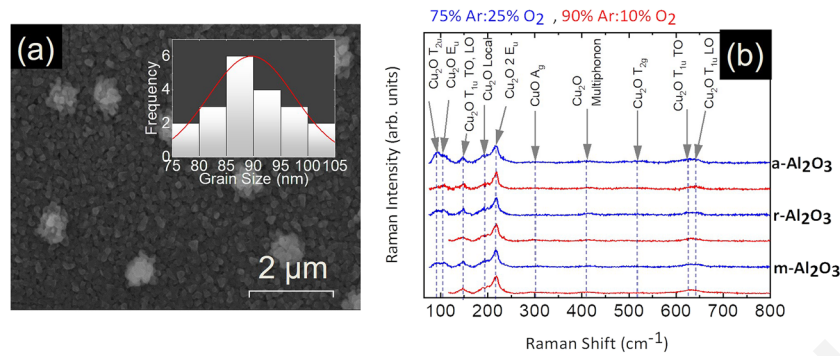 (a)
Frequency
6
4
2
0
75 80 85 90 95 100 105
Grain Size (nm)
2 µm
75% Ar:25% O₂ , 90% Ar:10% O₂
(b)
Raman Intensity (arb. units)
Cu₂O T₂ᵤ
Cu₂O Eᵤ
Cu₂O T₁ᵤ TO, LO
Cu₂O Local
Cu₂O 2 Eᵤ
CuO A_g
Cu₂O
Multiphonon
Cu₂O T₂g
Cu₂O T₁ᵤ TO
Cu₂O T₁ᵤ LO
a-Al₂O₃
r-Al₂O₃
m-Al₂O₃
100 200 300 400 500 600 700 800
Raman Shift (cm⁻¹)